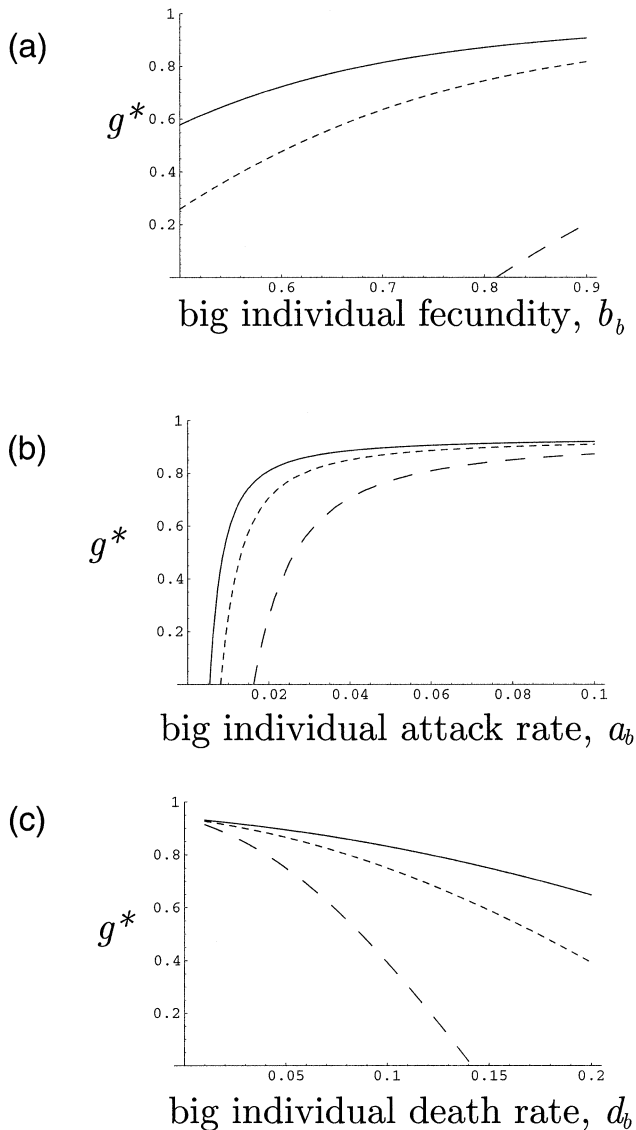 (a)
1
0.8
g* 0.6
0.4
0.2
0.6 0.7 0.8 0.9
big individual fecundity, b_b
(b)
1
0.8
0.6
g*
0.4
0.2
0.02 0.04 0.06 0.08 0.1
big individual attack rate, a_b
(c)
1
0.8
0.6
g*
0.4
0.2
0.05 0.1 0.15 0.2
big individual death rate, d_b